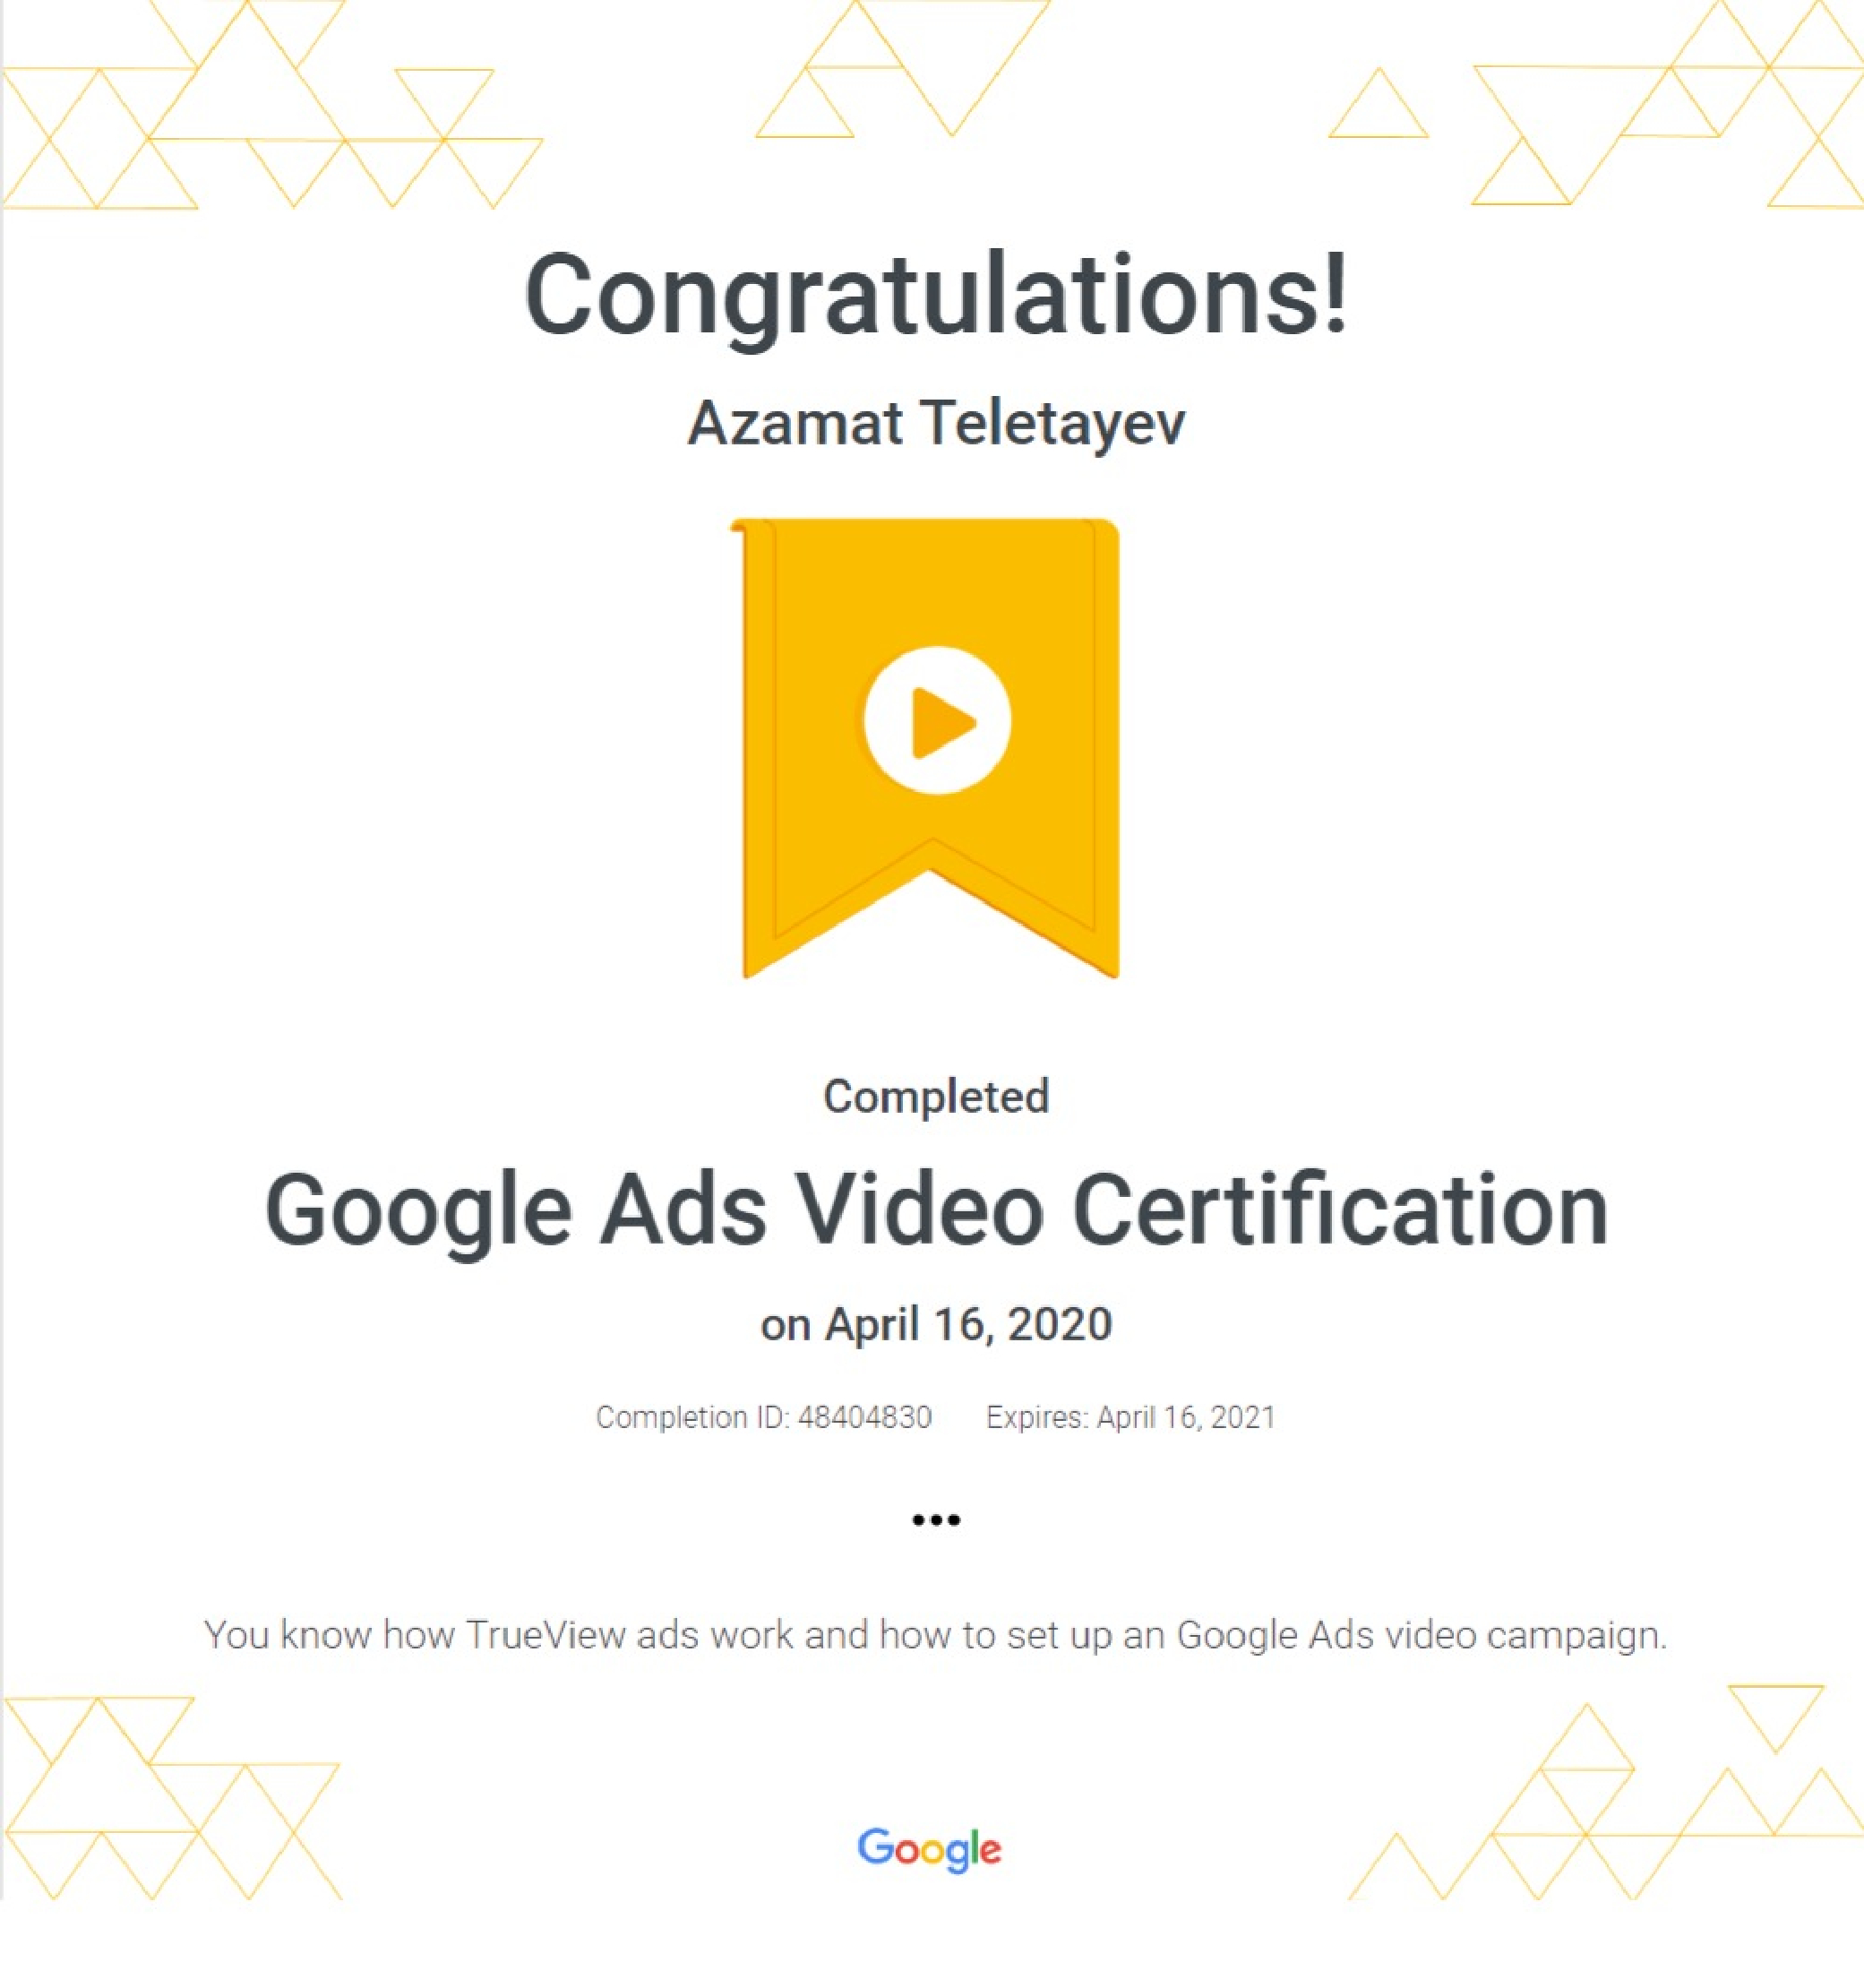 Congratulations!
Azamat Teletayev
Completed
Google Ads Video Certification
on April 16, 2020
Completion ID: 48404830 Expires: April 16, 2021
...
You know how TrueView ads work and how to set up an Google Ads video campaign.
Google